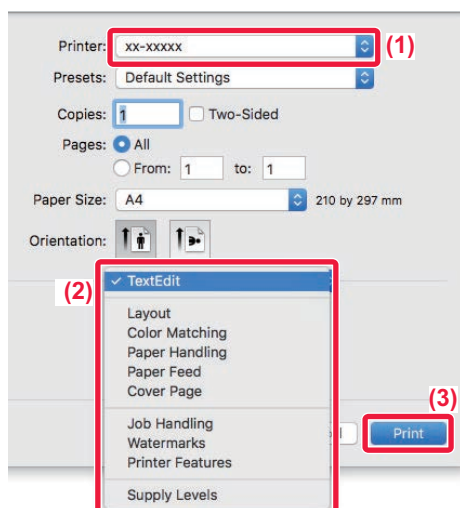 Printer: xx-xxxxx (1)
Presets: Default Settings
Copies: 1 Two-Sided
Pages: All
From: 1 to: 1
Paper Size: A4 210 by 297 mm
Orientation:
(2) ✓ TextEdit
Layout
Color Matching
Paper Handling
Paper Feed
Cover Page
(3)
Job Handling
Print
Watermarks
Printer Features
Supply Levels